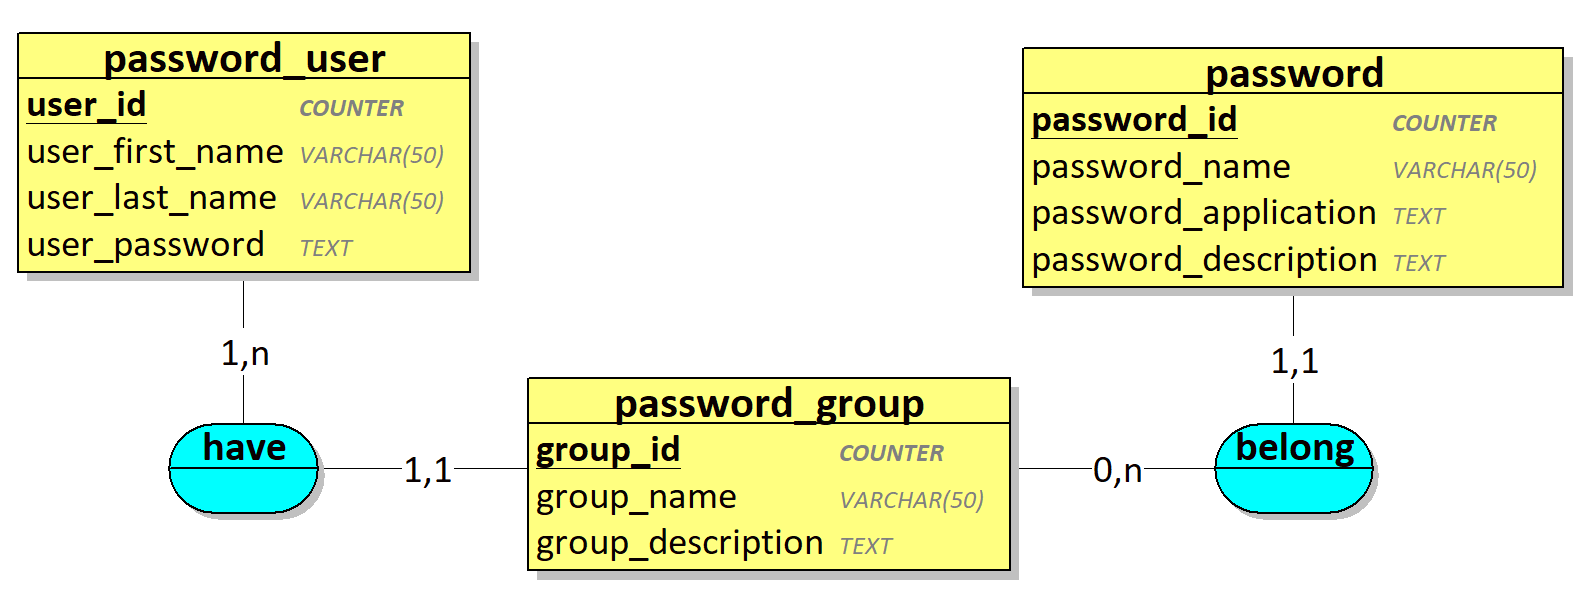 password_user
user_id COUNTER
user_first_name VARCHAR(50)
user_last_name VARCHAR(50)
user_password TEXT
password
password_id COUNTER
password_name VARCHAR(50)
password_application TEXT
password_description TEXT
1,n
1,1
password_group
group_id COUNTER
group_name VARCHAR(50)
group_description TEXT
have
1,1
0,n
belong